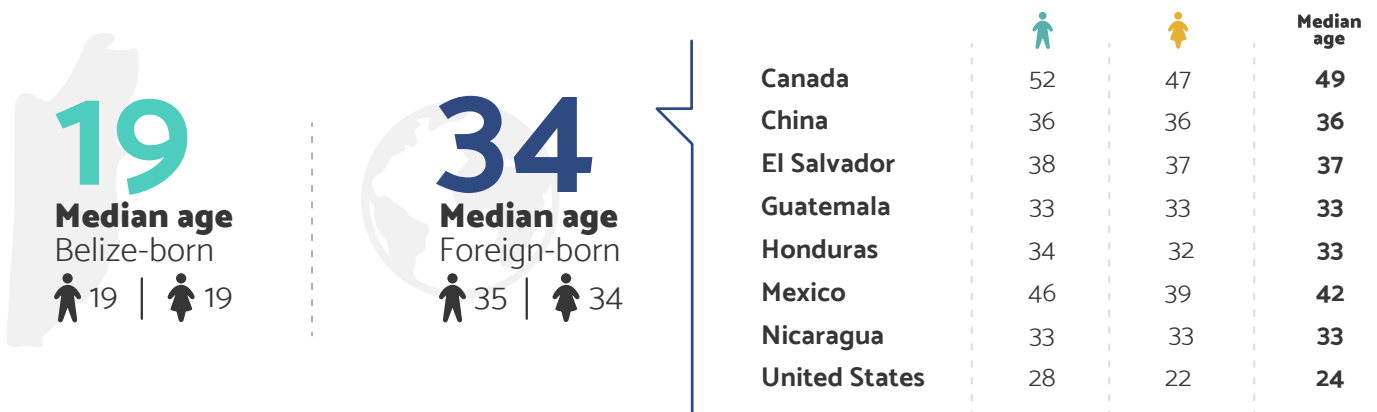 19
Median age
Belize-born
19 | 19
34
Median age
Foreign-born
35 | 34
Median
age
Canada 52 47 49
China 36 36 36
El Salvador 38 37 37
Guatemala 33 33 33
Honduras 34 32 33
Mexico 46 39 42
Nicaragua 33 33 33
United States 28 22 24